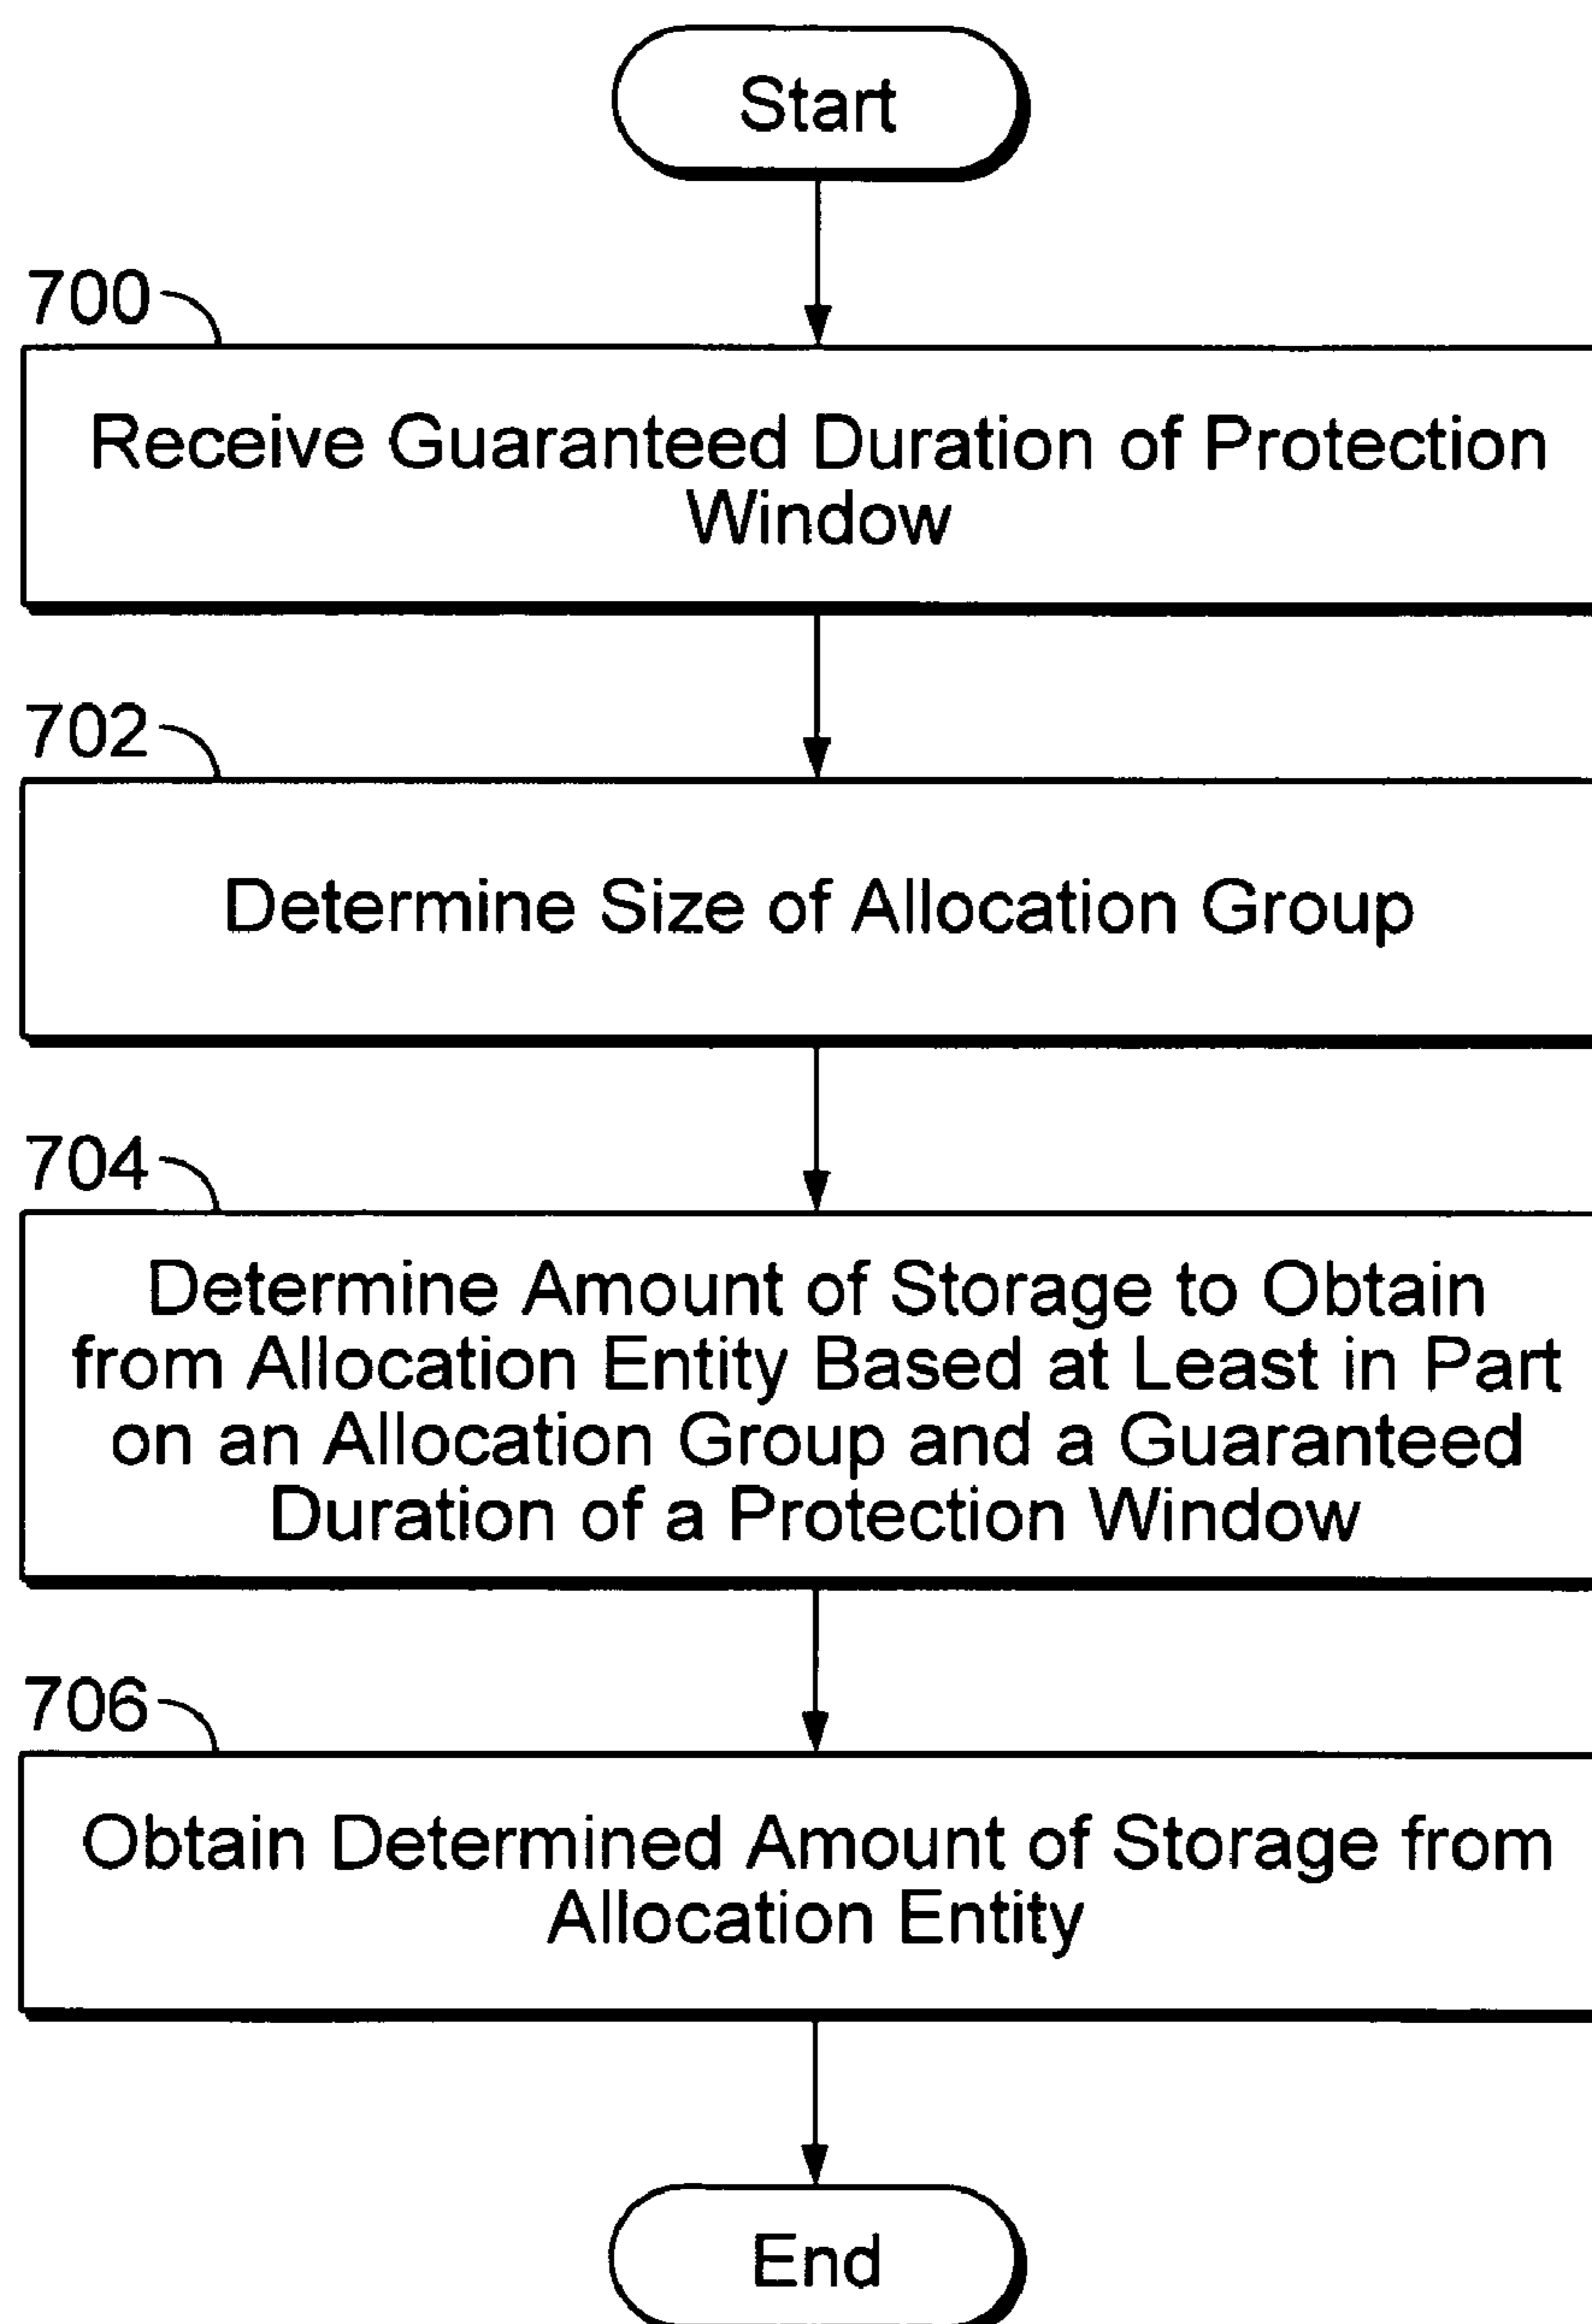 Start
700
Receive Guaranteed Duration of Protection
Window
702
Determine Size of Allocation Group
704
Determine Amount of Storage to Obtain
from Allocation Entity Based at Least in Part
on an Allocation Group and a Guaranteed
Duration of a Protection Window
706
Obtain Determined Amount of Storage from
Allocation Entity
End